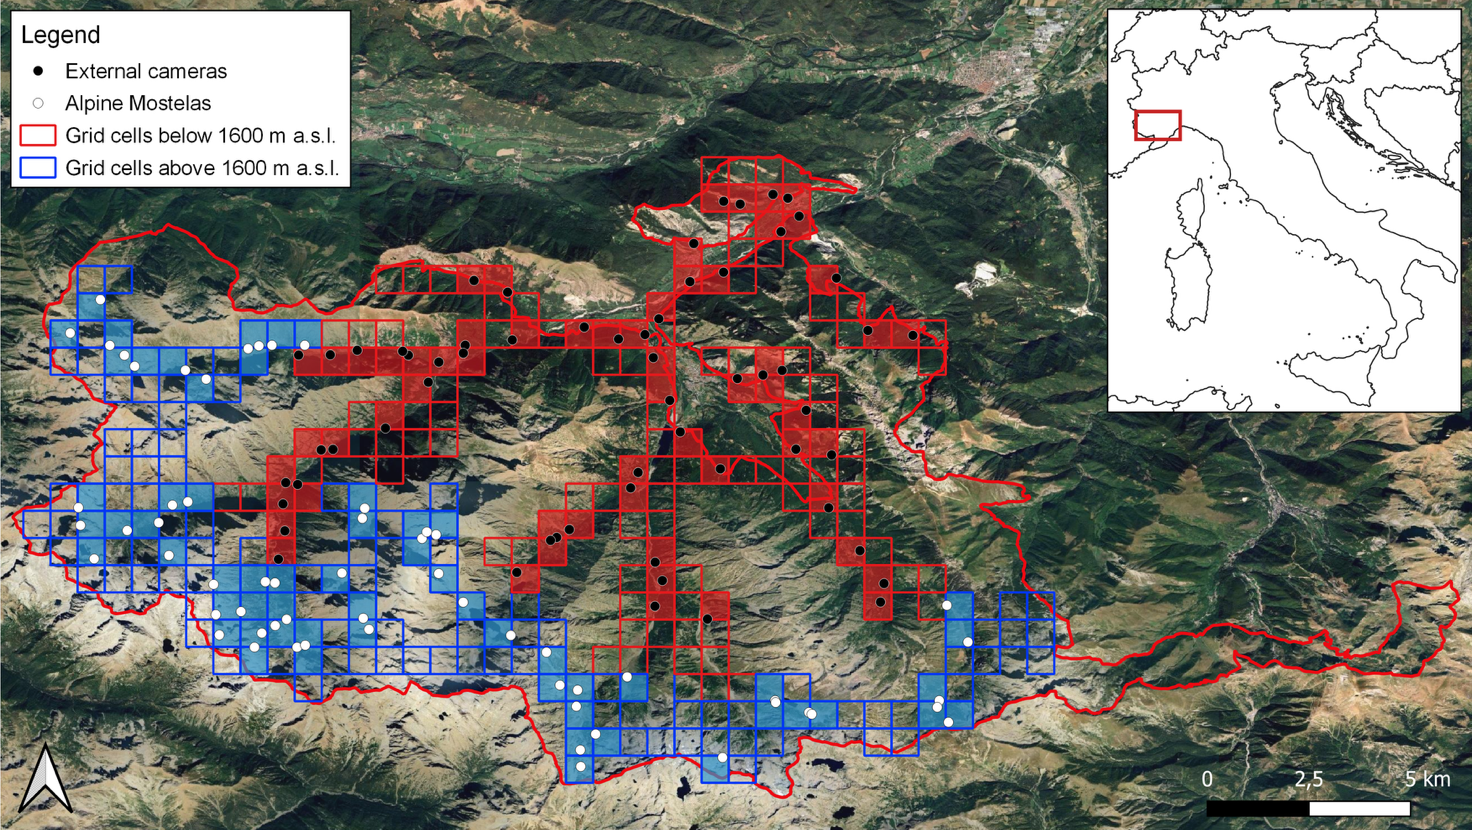 Legend
External cameras
Alpine Mostelas
Grid cells below 1600 m a.s.l.
Grid cells above 1600 m a.s.l.
0 2,5 5 km